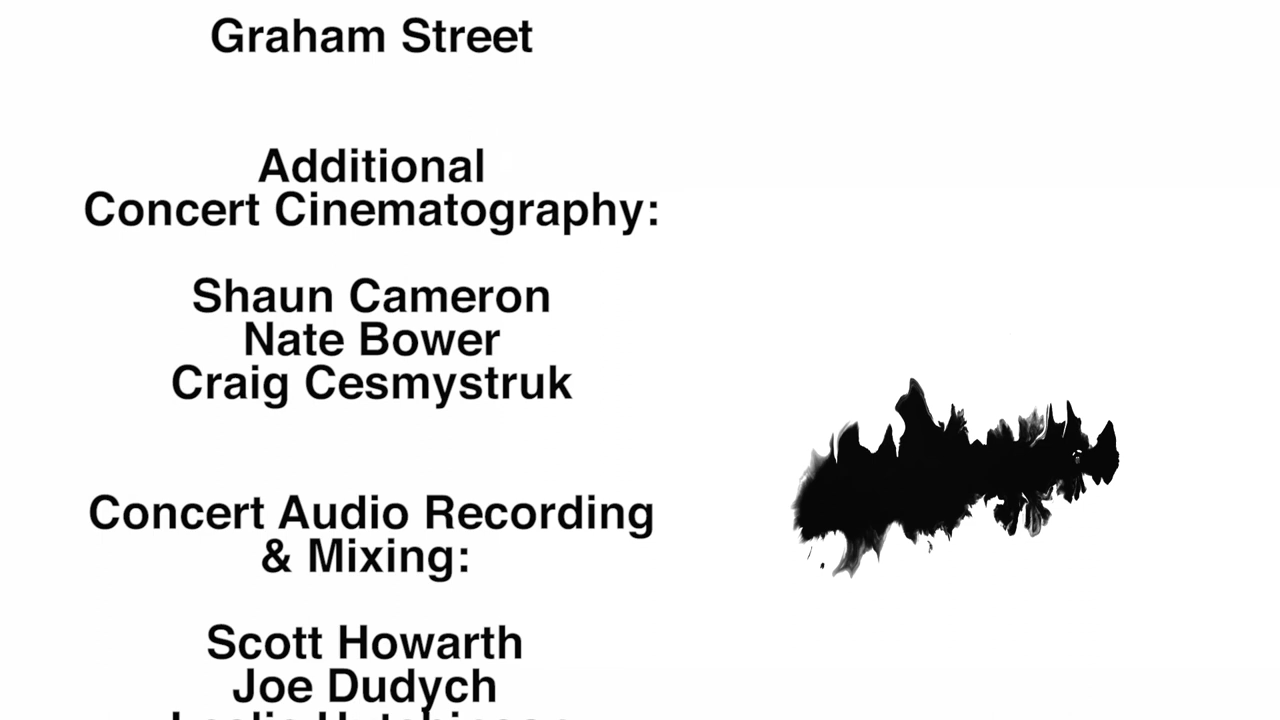 Graham Street
Additional
Concert Cinematography:
Shaun Cameron
Nate Bower
Craig Cesmystruk
Concert Audio Recording
& Mixing:
Scott Howarth
Joe Dudych